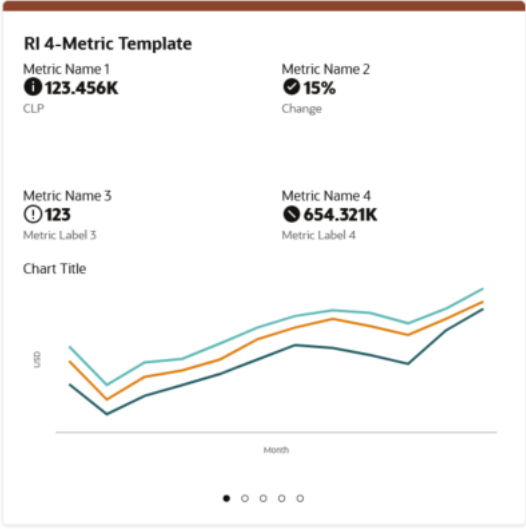 RI 4-Metric Template
Metric Name 1
123.456K
CLP
Metric Name 2
15%
Change
Metric Name 3
123
Metric Label 3
Metric Name 4
654.321K
Metric Label 4
Chart Title
USD
Month